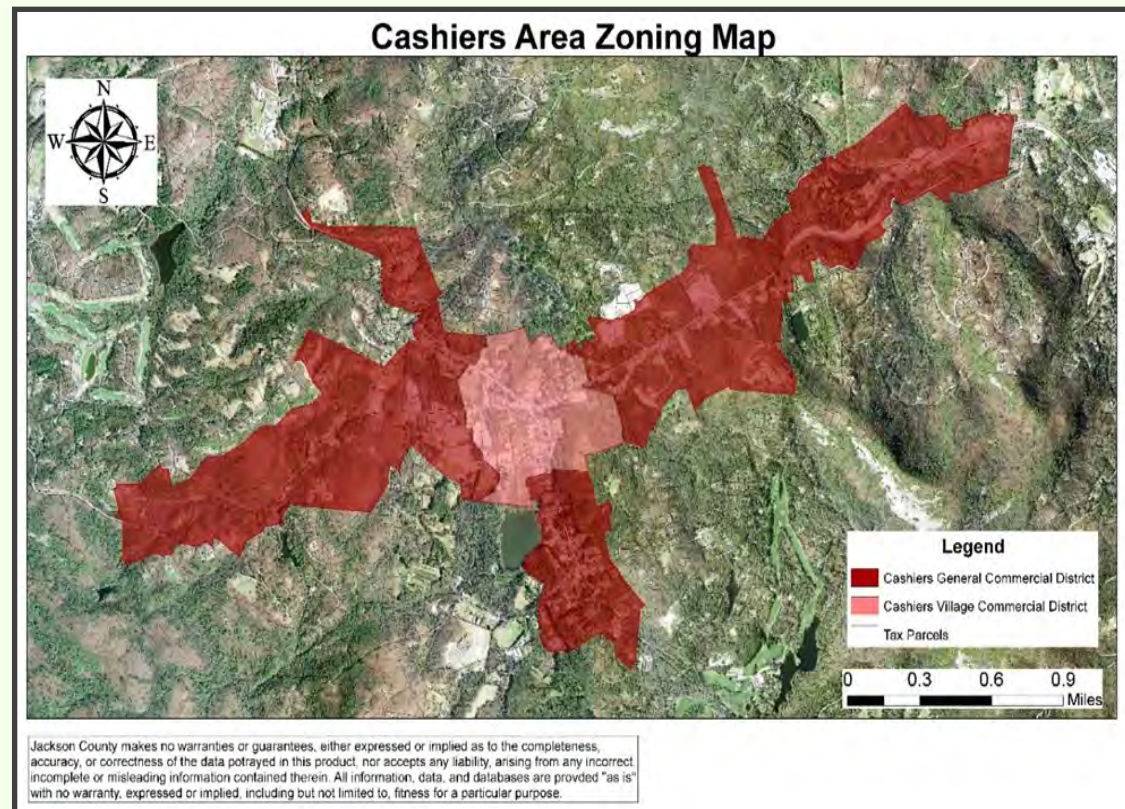 Cashiers Area Zoning Map
N
W E
S
Legend
Cashiers General Commercial District
Cashiers Village Commercial District
Tax Parcels
0 0.3 0.6 0.9
Miles
Jackson County makes no warranties or guarantees, either expressed or implied as to the completeness,
accuracy, or correctness of the data potrayed in this product, nor accepts any liability, arising from any incorrect
incomplete or misleading information contained therein. All information, data, and databases are provded "as is"
with no warranty, expressed or implied, including but not limited to, fitness for a particular purpose.